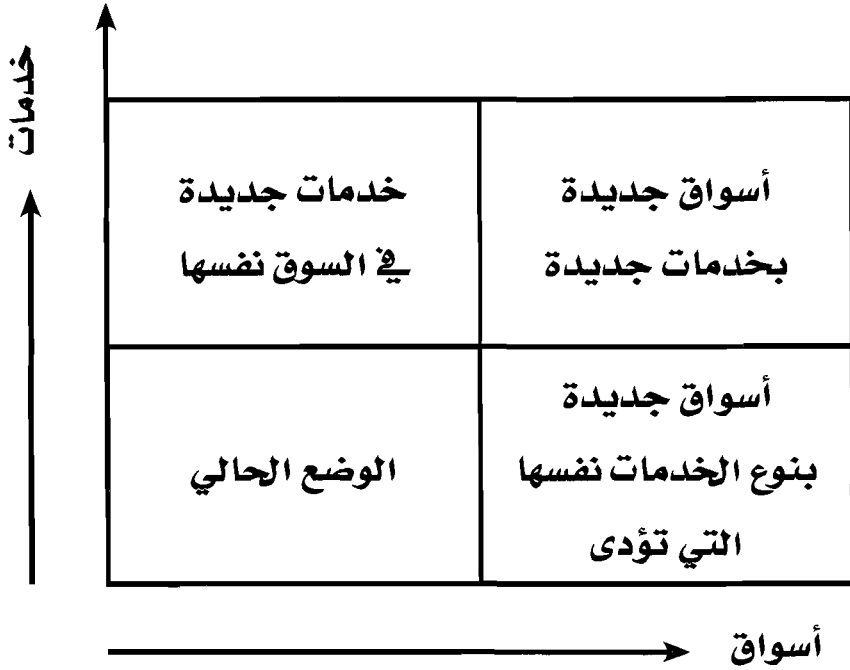 خدمات
أسواق جديدة
بخدمات جديدة
خدمات جديدة
في السوق نفسها
أسواق جديدة
بنوع الخدمات نفسها
التي تؤدى
الوضع الحالي
أسواق